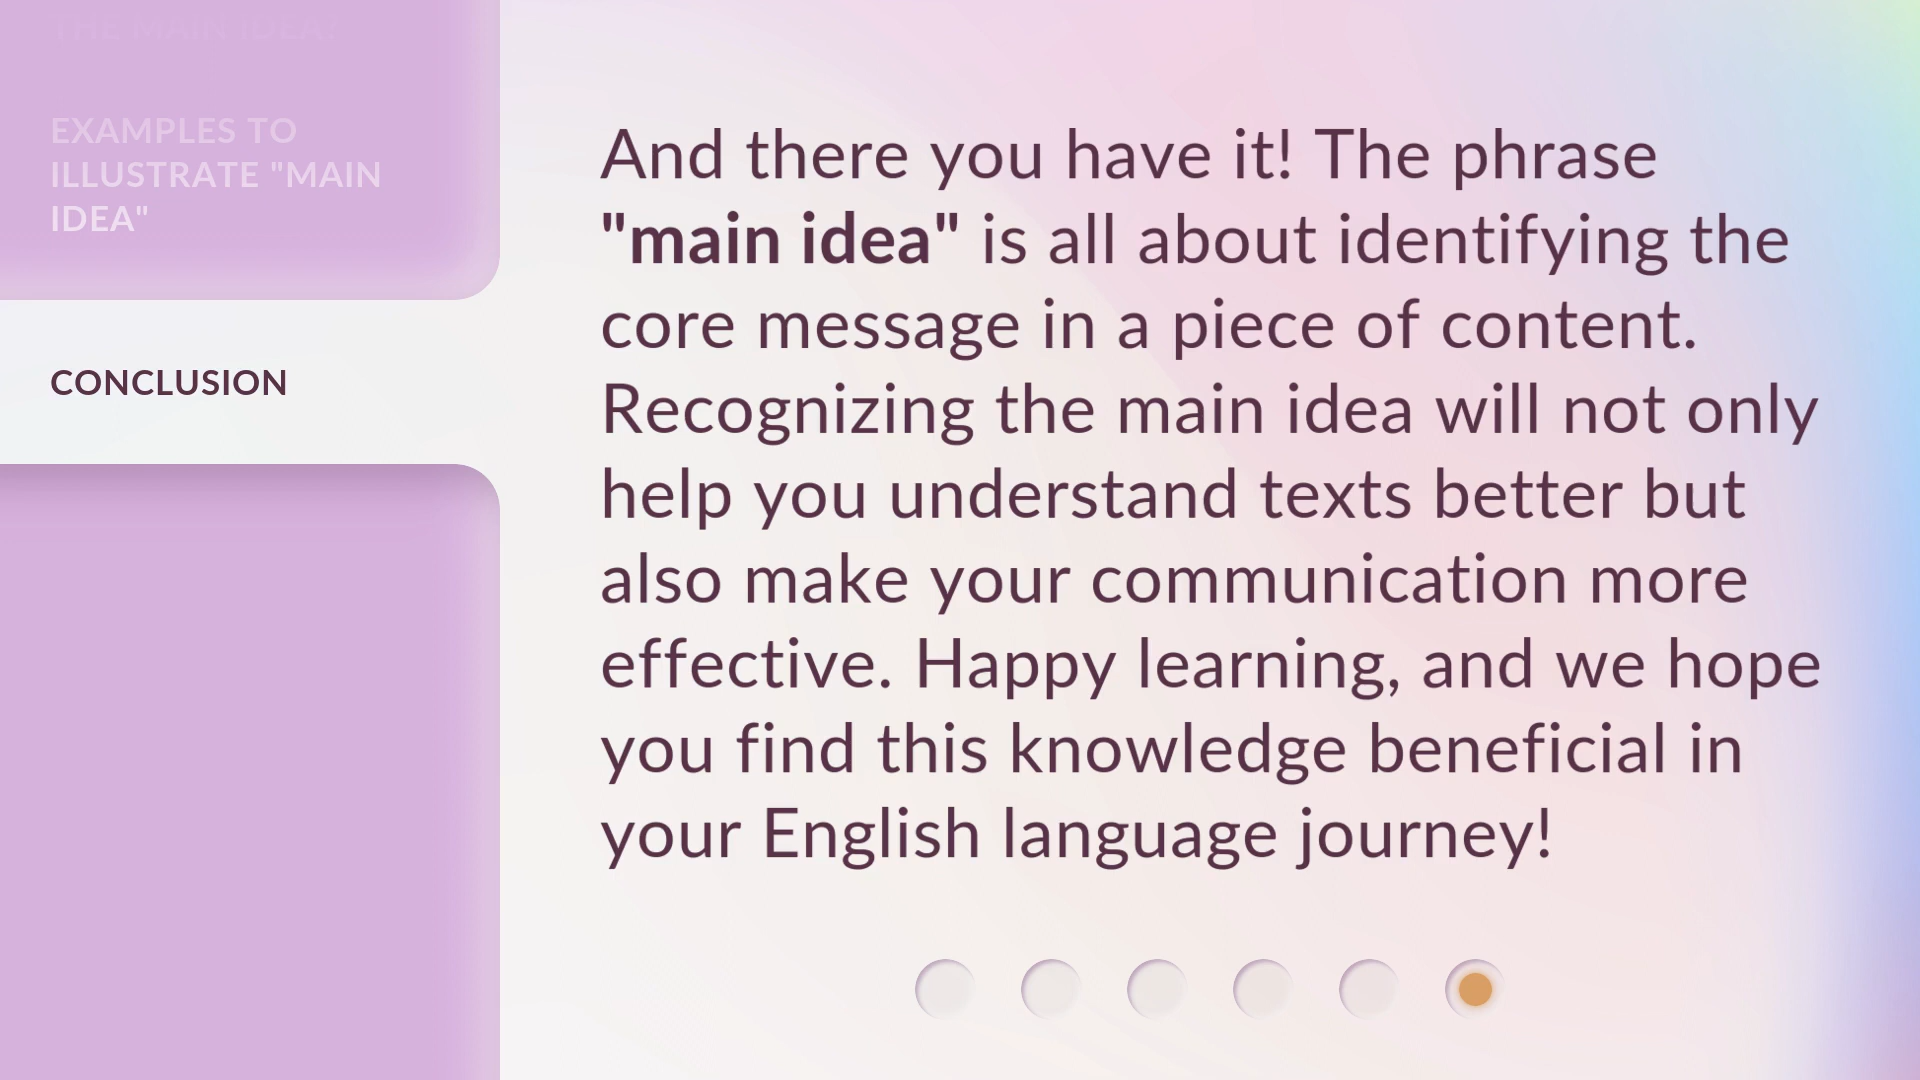 THE MAIN IDEA?
EXAMPLES TO
ILLUSTRATE "MAIN
IDEA"
CONCLUSION
And there you have it! The phrase
"main idea" is all about identifying the
core message in a piece of content.
Recognizing the main idea will not only
help you understand texts better but
also make your communication more
effective. Happy learning, and we hope
you find this knowledge beneficial in
your English language journey!